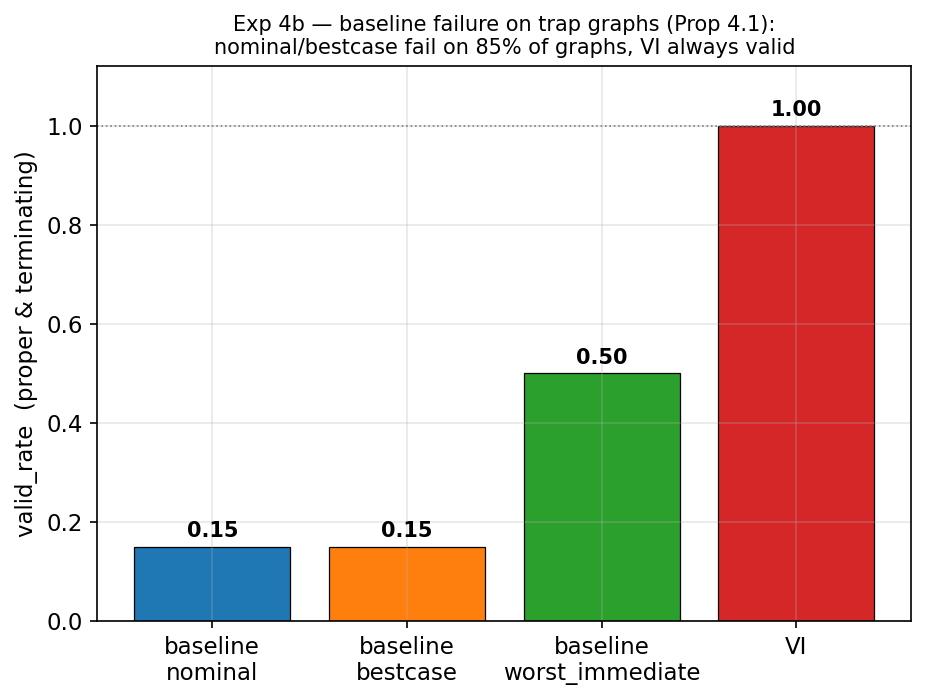 Exp 4b — baseline failure on trap graphs (Prop 4.1):
nominal/bestcase fail on 85% of graphs, VI always valid
valid_rate  (proper & terminating)
1.0
0.8
0.6
0.4
0.2
0.0
0.15
0.15
0.50
1.00
baseline
nominal
baseline
bestcase
baseline
worst_immediate
VI